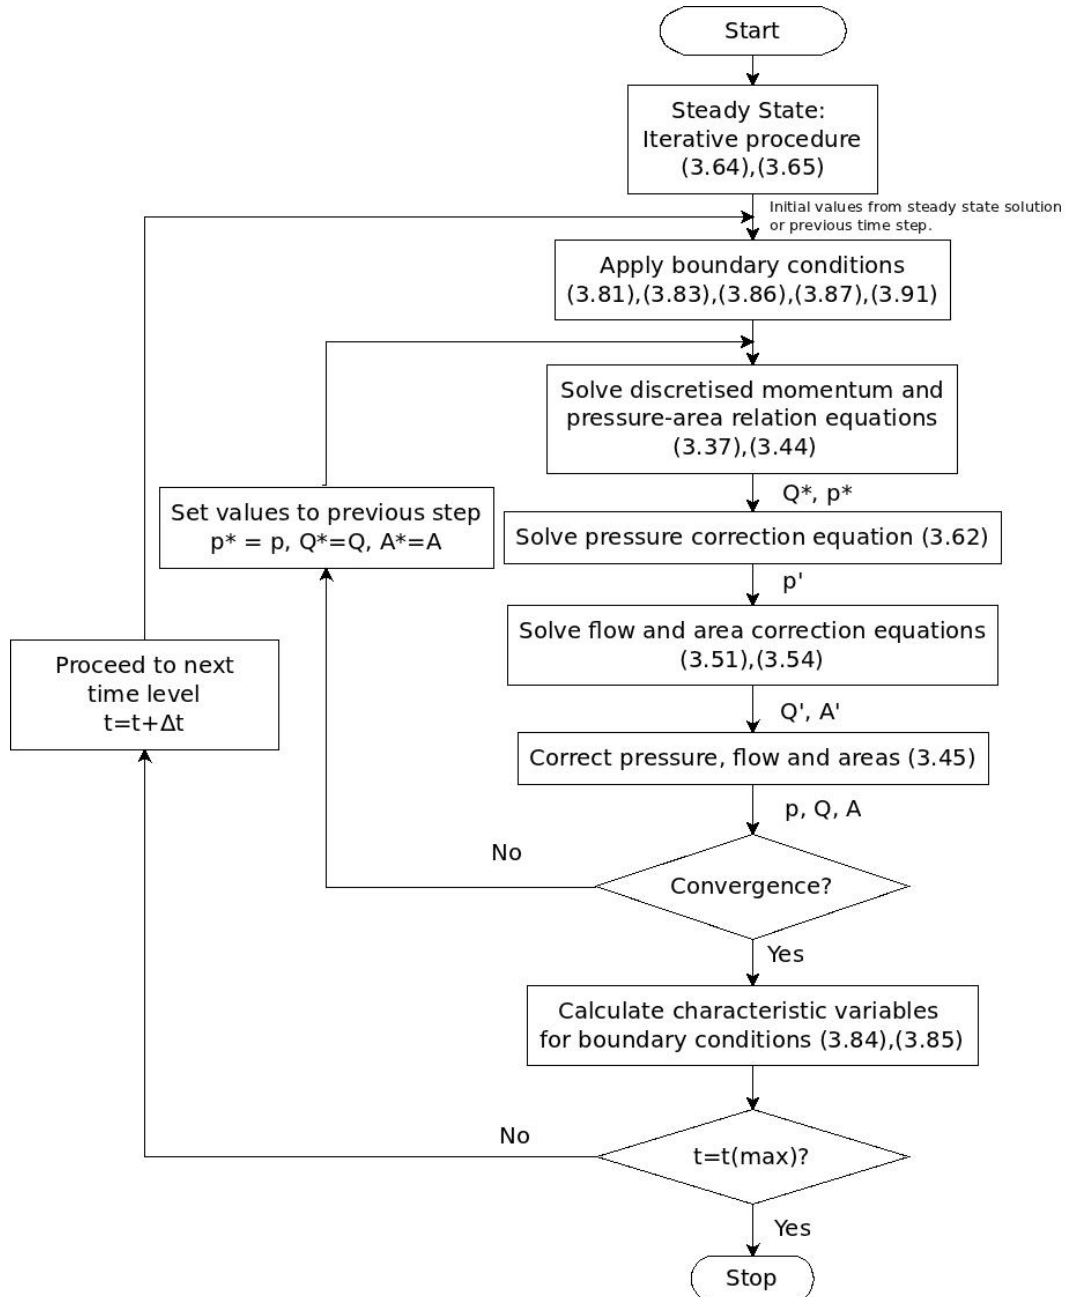 Start
Steady State:
Iterative procedure
(3.64),(3.65)
Initial values from steady state solution
or previous time step.
Apply boundary conditions
(3.81),(3.83),(3.86),(3.87),(3.91)
Solve discretised momentum and
pressure-area relation equations
(3.37),(3.44)
Q*, p*
Set values to previous step
p* = p, Q*=Q, A*=A
Solve pressure correction equation (3.62)
p'
Solve flow and area correction equations
(3.51),(3.54)
Proceed to next
time level
t=t+Δt
Q', A'
Correct pressure, flow and areas (3.45)
p, Q, A
No
Convergence?
Yes
Calculate characteristic variables
for boundary conditions (3.84),(3.85)
No
t=t(max)?
Yes
Stop